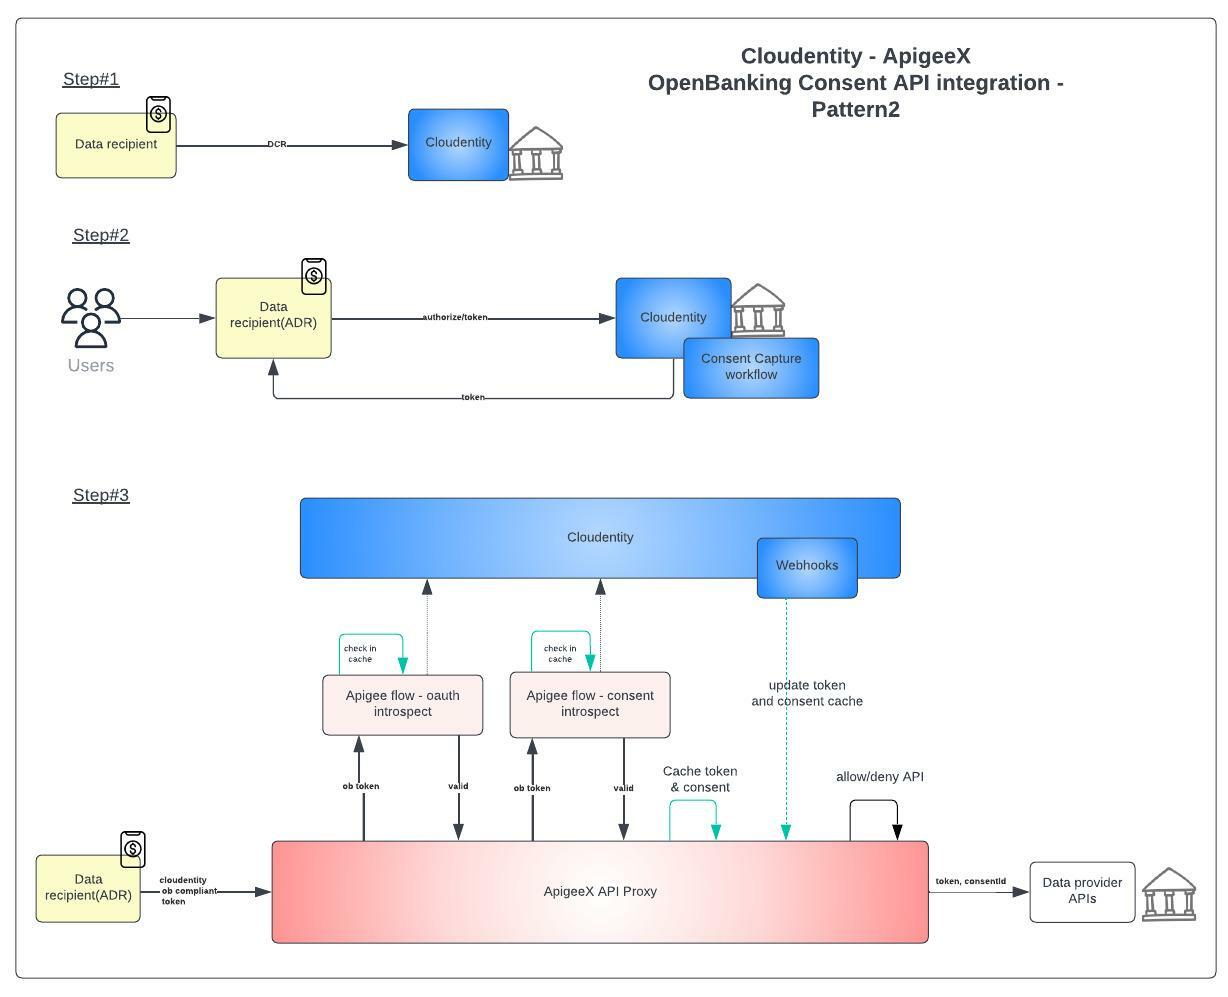 Cloudentity - ApigeeX
OpenBanking Consent API integration -
Pattern2
Step#1
Data recipient
DCR
Cloudentity
Step#2
Users
Data
recipient(ADR)
authorize/token
Cloudentity
Consent Capture
workflow
token
Step#3
Cloudentity
Webhooks
check in
cache
check in
cache
Apigee flow - oauth
introspect
Apigee flow - consent
introspect
update token
and consent cache
ob token
valid
ob token
valid
Cache token
& consent
allow/deny API
Data
recipient(ADR)
cloudentity
ob compliant
token
ApigeeX API Proxy
token, consentId
Data provider
APIs